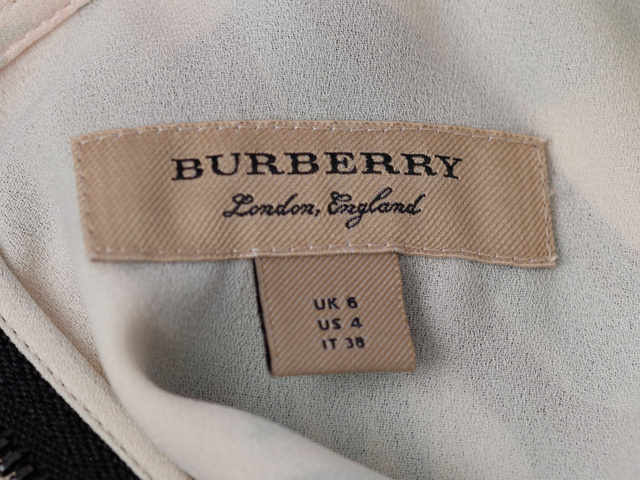 BURBERRY
London, England
UK 6
US 4
IT 38